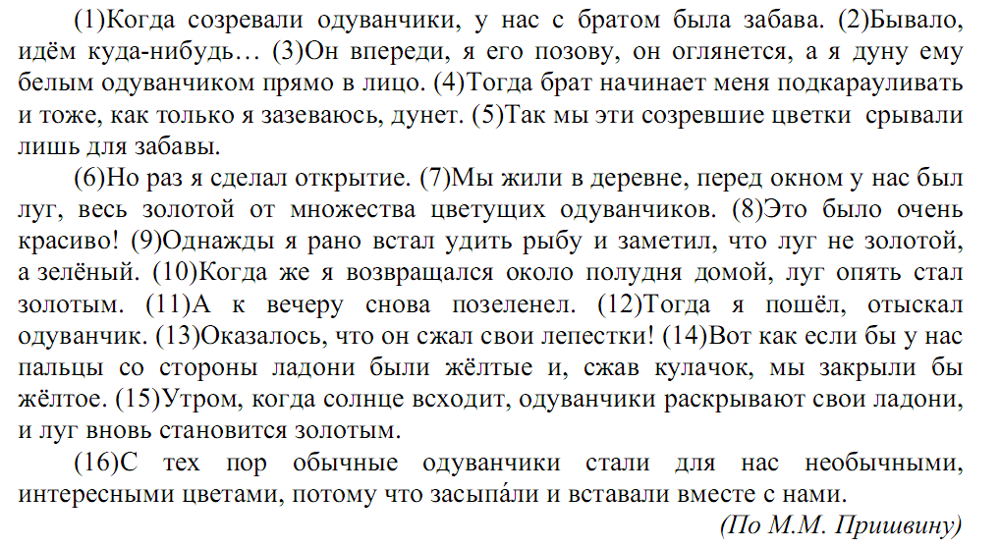 (1)Когда созревали одуванчики, у нас с братом была забава. (2)Бывало,
идём куда-нибудь… (3)Он впереди, я его позову, он оглянется, а я дуну ему
белым одуванчиком прямо в лицо. (4)Тогда брат начинает меня подкарауливать
и тоже, как только я зазеваюсь, дунет. (5)Так мы эти созревшие цветки срывали
лишь для забавы.
(6)Но раз я сделал открытие. (7)Мы жили в деревне, перед окном у нас был
луг, весь золотой от множества цветущих одуванчиков. (8)Это было очень
красиво! (9)Однажды я рано встал удить рыбу и заметил, что луг не золотой,
а зелёный. (10)Когда же я возвращался около полудня домой, луг опять стал
золотым. (11)А к вечеру снова позеленел. (12)Тогда я пошёл, отыскал
одуванчик. (13)Оказалось, что он сжал свои лепестки! (14)Вот как если бы у нас
пальцы со стороны ладони были жёлтые и, сжав кулачок, мы закрыли бы
жёлтое. (15)Утром, когда солнце всходит, одуванчики раскрывают свои ладони,
и луг вновь становится золотым.
(16)С тех пор обычные одуванчики стали для нас необычными,
интересными цветами, потому что засыпа́ли и вставали вместе с нами.
(По М.М. Пришвину)